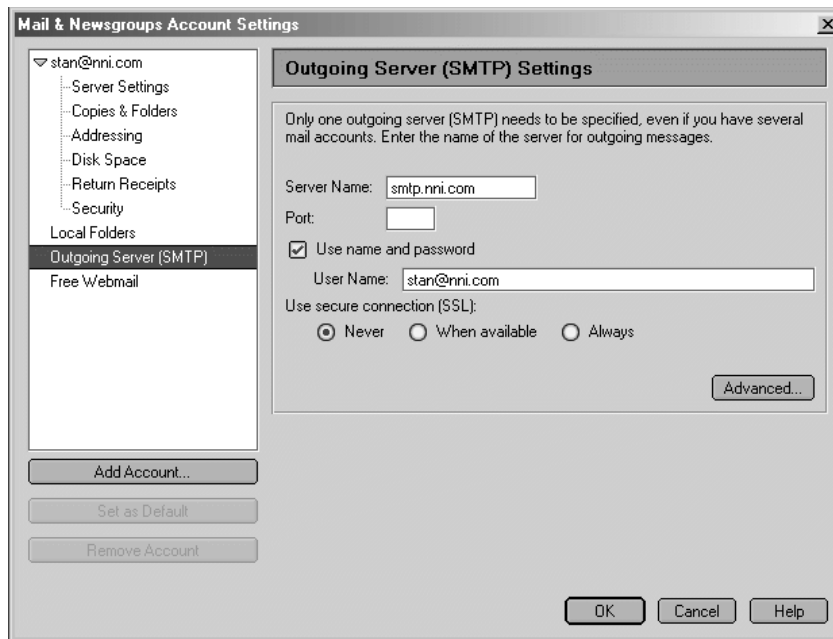 Mail & Newsgroups Account Settings
stan@nni.com
Server Settings
Copies & Folders
Addressing
Disk Space
Return Receipts
Security
Local Folders
Outgoing Server (SMTP)
Free Webmail
Add Account...
Set as Default
Remove Account
Outgoing Server (SMTP) Settings
Only one outgoing server (SMTP) needs to be specified, even if you have several
mail accounts. Enter the name of the server for outgoing messages.
Server Name: smtp.nni.com
Port:
Use name and password
User Name: stan@nni.com
Use secure connection (SSL):
Never When available Always
Advanced...
OK Cancel Help